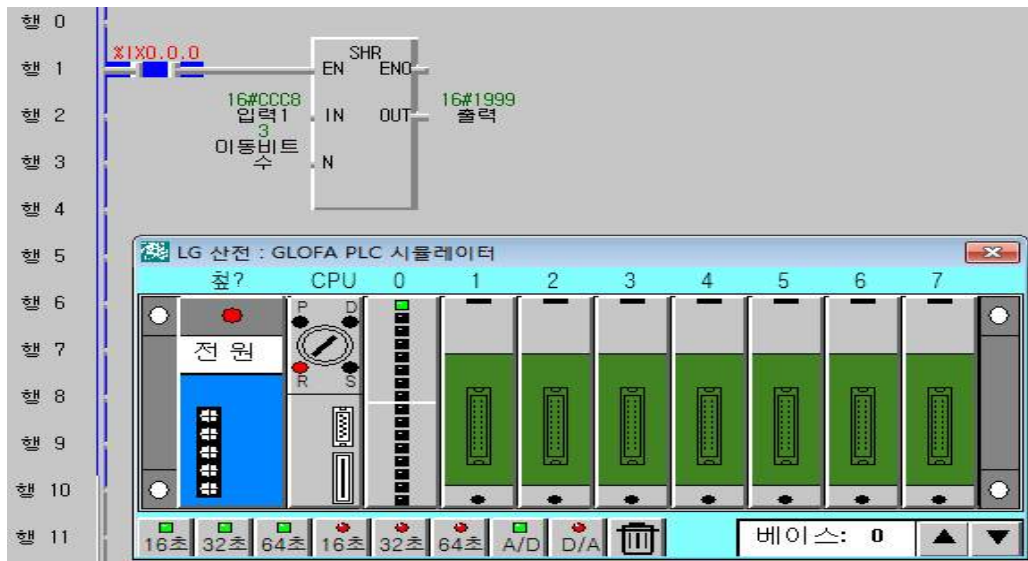 행 0
%IX0.0.0
행 1
SHR
EN ENO
16#CCC8 16#1999
행 2
입력1 IN OUT 출력
3
이동비트
행 3
수 N
행 4
행 5
LG 산전 : GLOFA PLC 시뮬레이터
첲? CPU 0 1 2 3 4 5 6 7
행 6
P D
행 7
전 원
R S
행 8
행 9
행 10
행 11
16초 32초 64초 16초 32초 64초 A/D D/A 베이스: 0